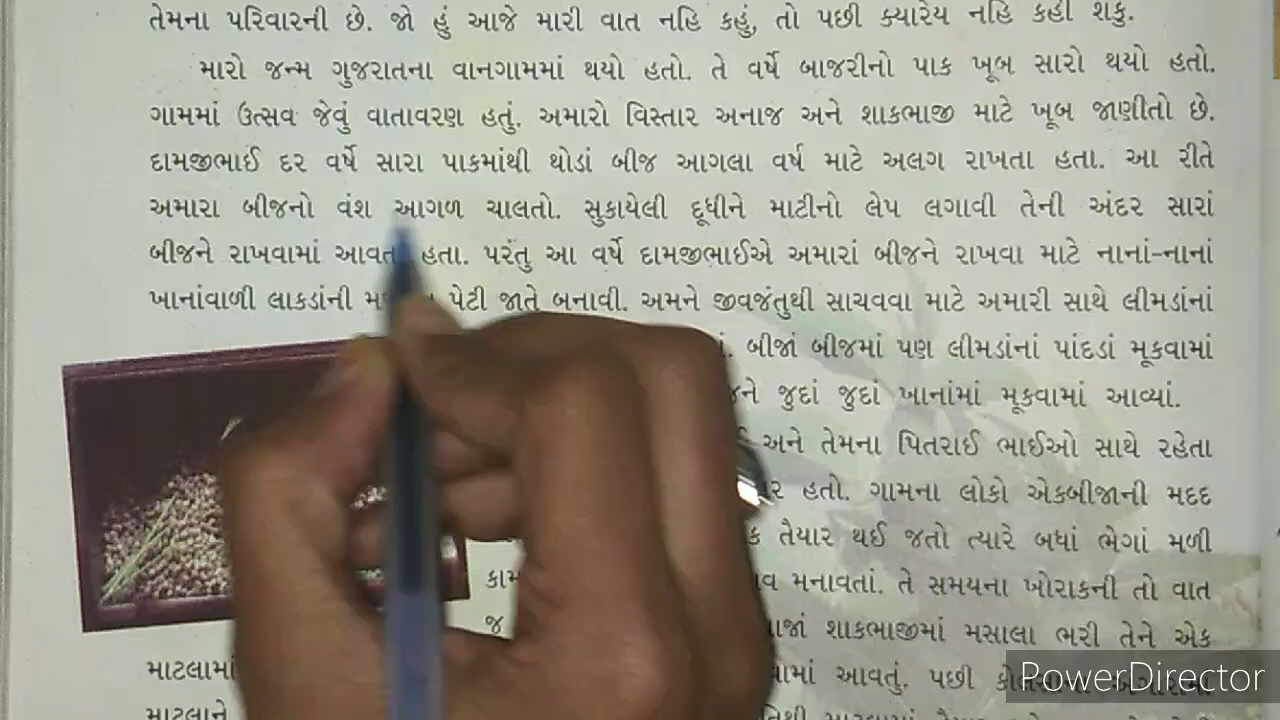 તેમના પરિવારની છે. જો હું આજે મારી વાત નહિ કહું, તો પછી ક્યારેય નહિ કહી શકુ.
મારો જન્મ ગુજરાતના વાનગામમાં થયો હતો. તે વર્ષે બાજરીનો પાક ખૂબ સારો થયો હતો.
ગામમાં ઉત્સવ જેવું વાતાવરણ હતું. અમારો વિસ્તાર અનાજ અને શાકભાજી માટે ખૂબ જાણીતો છે.
દામજીભાઈ દર વર્ષે સારા પાકમાંથી થોડાં બીજ આગલા વર્ષ માટે અલગ રાખતા હતા. આ રીતે
અમારા બીજનો વંશ આગળ ચાલતો. સુકાયેલી દૂધીને માટીનો લેપ લગાવી તેની અંદર સારાં
બીજને રાખવામાં આવતા હતા. પરંતુ આ વર્ષે દામજીભાઈએ અમારાં બીજને રાખવા માટે નાનાં-નાનાં
ખાનાંવાળી લાકડાંની પેટી જાતે બનાવી. અમને જીવજંતુથી સાચવવા માટે અમારી સાથે લીમડાંનાં
બીજાં બીજમાં પણ લીમડાંનાં પાંદડાં મૂકવામાં
જુદાં જુદાં ખાનાંમાં મૂકવામાં આવ્યાં.
અને તેમના પિતરાઈ ભાઈઓ સાથે રહેતા
હતો. ગામના લોકો એકબીજાની મદદ
તૈયાર થઈ જતો ત્યારે બધાં ભેગાં મળી
મનાવતાં. તે સમયના ખોરાકની તો વાત
જ શાકભાજીમાં મસાલા ભરી તેને એક
માટલામાં આવતું. પછી
માટલાને
PowerDirector